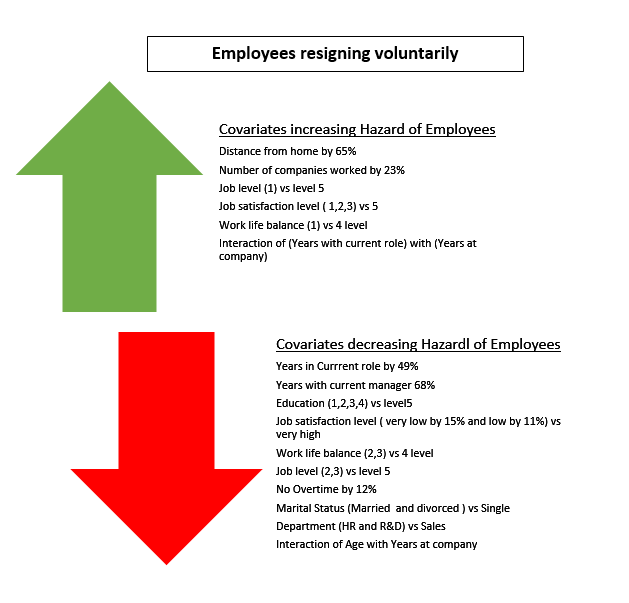 Employees resigning voluntarily
Covariates increasing Hazard of Employees
Distance from home by 65%
Number of companies worked by 23%
Job level (1) vs level 5
Job satisfaction level ( 1,2,3) vs 5
Work life balance (1) vs 4 level
Interaction of (Years with current role) with (Years at
company)
Covariates decreasing Hazardl of Employees
Years in Currrent role by 49%
Years with current manager 68%
Education (1,2,3,4) vs level5
Job satisfaction level ( very low by 15% and low by 11%) vs
very high
Work life balance (2,3) vs 4 level
Job level (2,3) vs level 5
No Overtime by 12%
Marital Status (Married  and divorced ) vs Single
Department (HR and R&D) vs Sales
Interaction of Age with Years at company